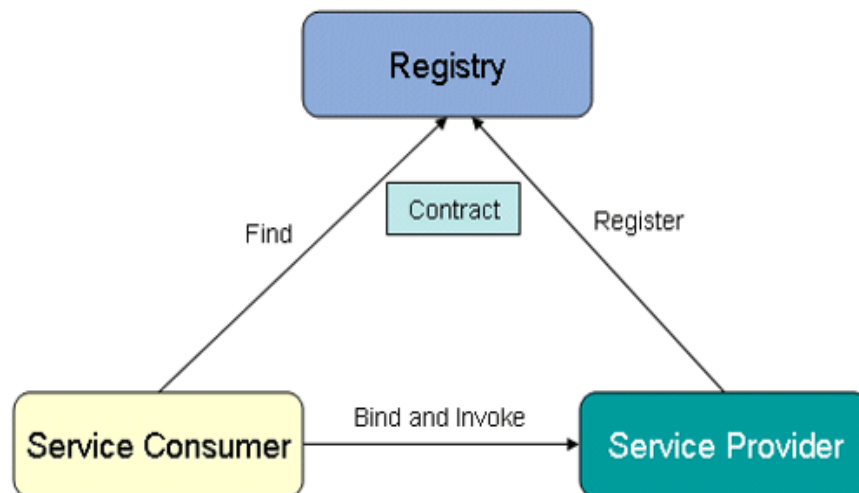 Registry
Contract
Find
Register
Bind and Invoke
Service Consumer
Service Provider